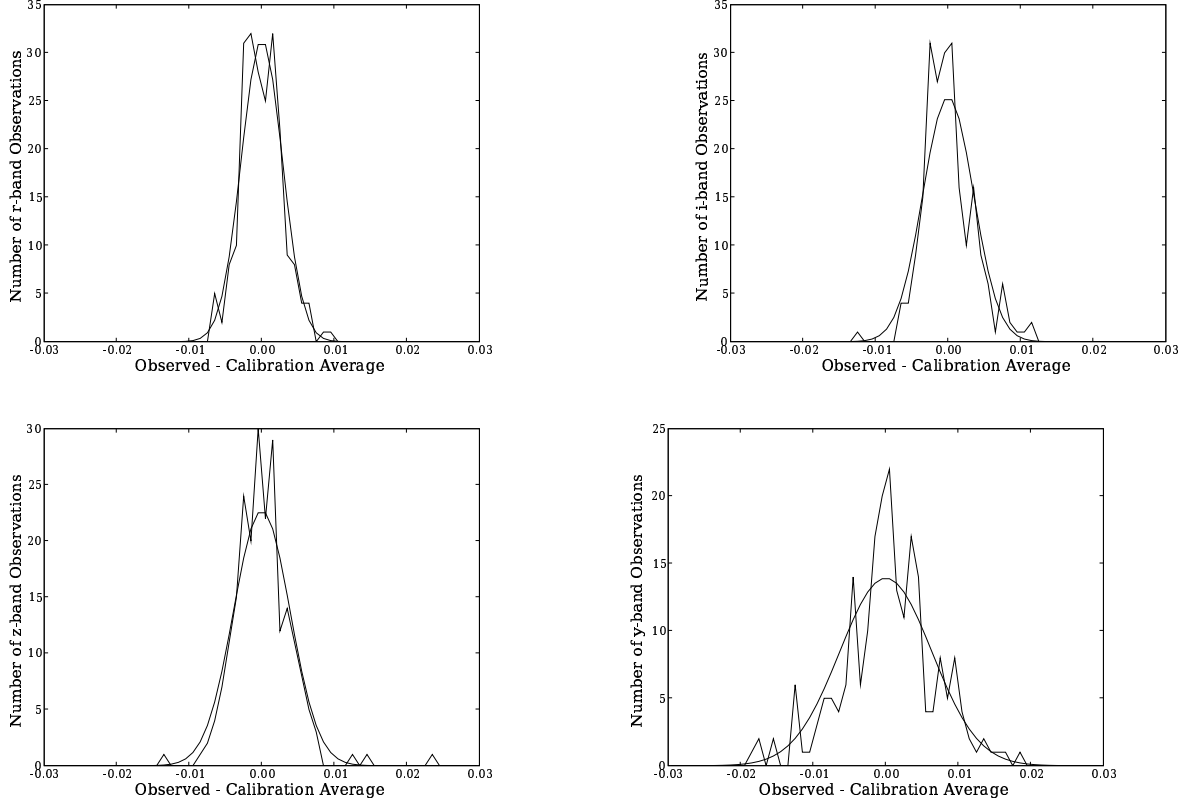 35
30
25
20
15
10
5
0
Number of r-band Observations
-0.03 -0.02 -0.01 0.00 0.01 0.02 0.03
Observed - Calibration Average
35
30
25
20
15
10
5
0
Number of i-band Observations
-0.03 -0.02 -0.01 0.00 0.01 0.02 0.03
Observed - Calibration Average
30
25
20
15
10
5
0
Number of z-band Observations
-0.03 -0.02 -0.01 0.00 0.01 0.02 0.03
Observed - Calibration Average
25
20
15
10
5
0
Number of y-band Observations
-0.03 -0.02 -0.01 0.00 0.01 0.02 0.03
Observed - Calibration Average